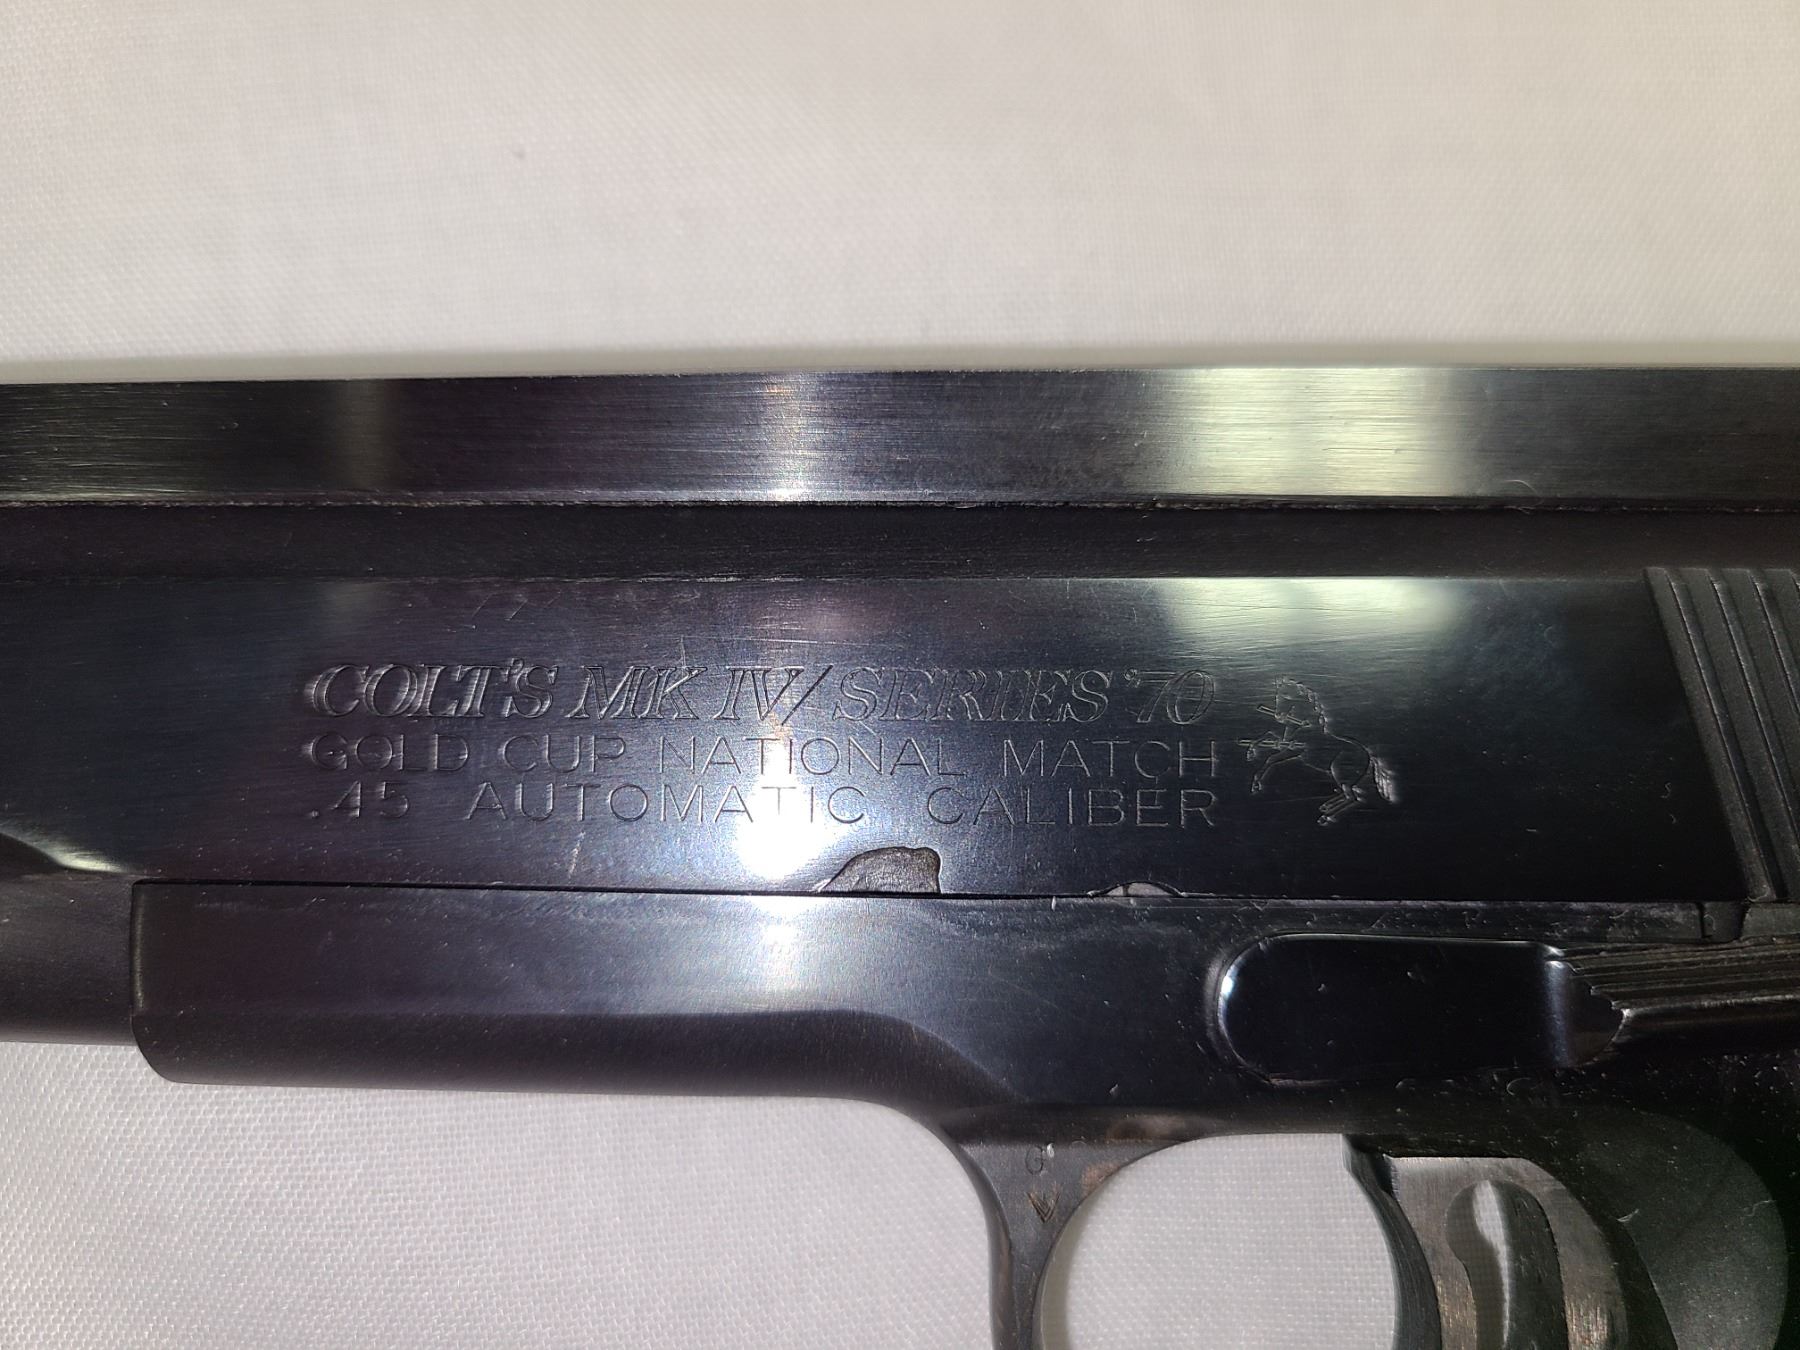 COLT'S MK IV/ SERIES '70
GOLD CUP NATIONAL MATCH
.45 AUTOMATIC CALIBER
G
V